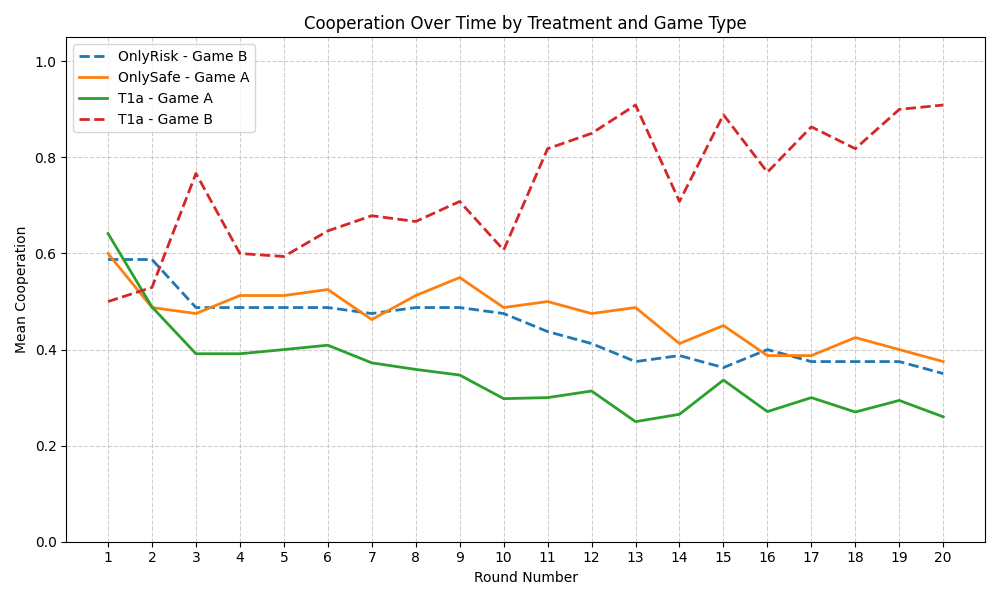 Cooperation Over Time by Treatment and Game Type
OnlyRisk - Game B
OnlySafe - Game A
T1a - Game A
T1a - Game B
Mean Cooperation
1.0
0.8
0.6
0.4
0.2
0.0
1 2 3 4 5 6 7 8 9 10 11 12 13 14 15 16 17 18 19 20
Round Number